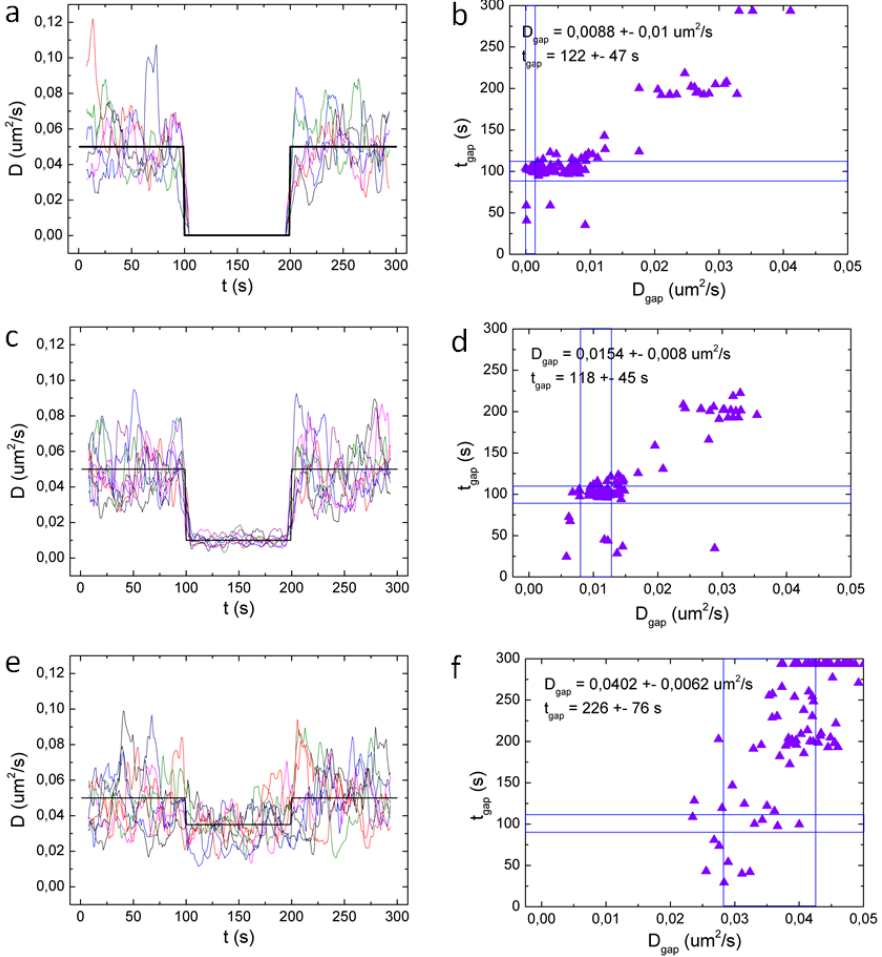 a
0,12
0,10
0,08
0,06
0,04
0,02
0,00
D (um²/s)
0 50 100 150 200 250 300
t (s)
b
D_gap = 0,0088 +- 0,01 um²/s
t_gap = 122 +- 47 s
300
250
200
150
100
50
0
t_gap (s)
0,00 0,01 0,02 0,03 0,04 0,05
D_gap (um²/s)
c
0,12
0,10
0,08
0,06
0,04
0,02
0,00
D (um²/s)
0 50 100 150 200 250 300
t (s)
d
D_gap = 0,0154 +- 0,008 um²/s
t_gap = 118 +- 45 s
300
250
200
150
100
50
0
t_gap (s)
0,00 0,01 0,02 0,03 0,04 0,05
D_gap (um²/s)
e
0,12
0,10
0,08
0,06
0,04
0,02
0,00
D (um²/s)
0 50 100 150 200 250 300
t (s)
f
D_gap = 0,0402 +- 0,0062 um²/s
t_gap = 226 +- 76 s
300
250
200
150
100
50
0
t_gap (s)
0,00 0,01 0,02 0,03 0,04 0,05
D_gap (um²/s)